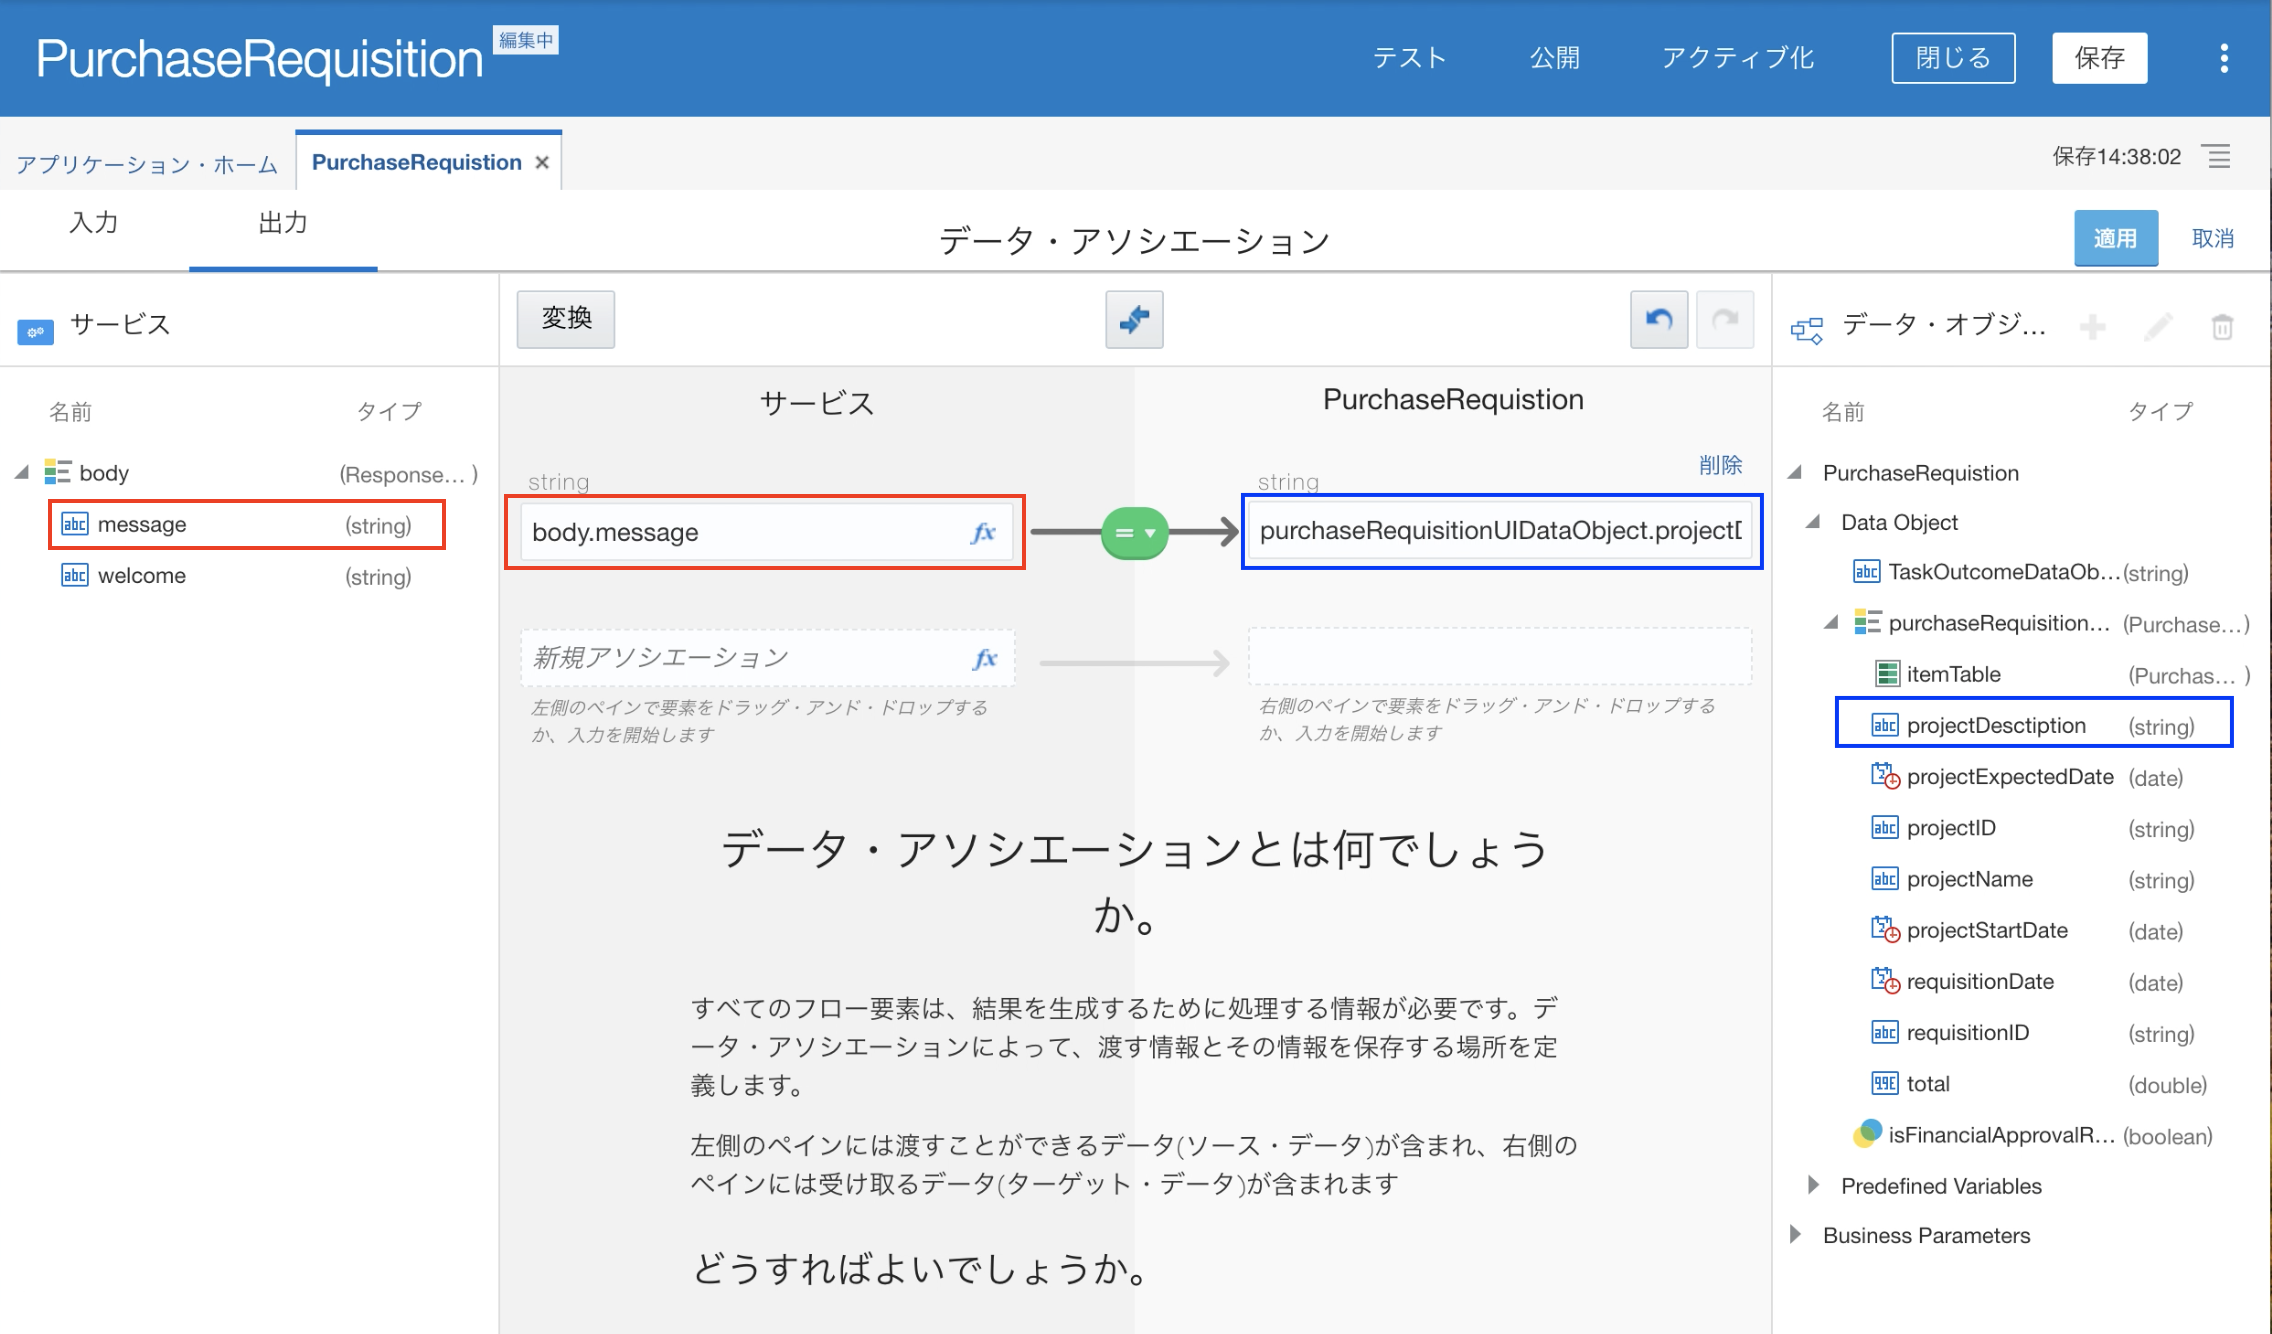 PurchaseRequisition 編集中
テスト 公開 アクティブ化 閉じる 保存
アプリケーション・ホーム PurchaseRequistion ×
保存14:38:02
入力 出力 データ・アソシエーション 適用 取消
サービス
名前 タイプ
body (Response... )
message (string)
welcome (string)
変換
サービス PurchaseRequistion
削除
string string
body.message fx = purchaseRequisitionUIDataObject.project
新規アソシエーション fx
左側のペインで要素をドラッグ・アンド・ドロップする
か、入力を開始します
右側のペインで要素をドラッグ・アンド・ドロップする
か、入力を開始します
データ・アソシエーションとは何でしょう
か。
すべてのフロー要素は、結果を生成するために処理する情報が必要です。デ
ータ・アソシエーションによって、渡す情報とその情報を保存する場所を定
義します。
左側のペインには渡すことができるデータ(ソース・データ)が含まれ、右側の
ペインには受け取るデータ(ターゲット・データ)が含まれます
どうすればよいでしょうか。
データ・オブジ...
名前 タイプ
PurchaseRequistion
Data Object
abc TaskOutcomeDataOb... (string)
purchaseRequisition... (Purchase...)
itemTable (Purchas... )
abc projectDesctiption (string)
projectExpectedDate (date)
abc projectID (string)
abc projectName (string)
projectStartDate (date)
requisitionDate (date)
abc requisitionID (string)
total (double)
isFinancialApprovalR... (boolean)
Predefined Variables
Business Parameters